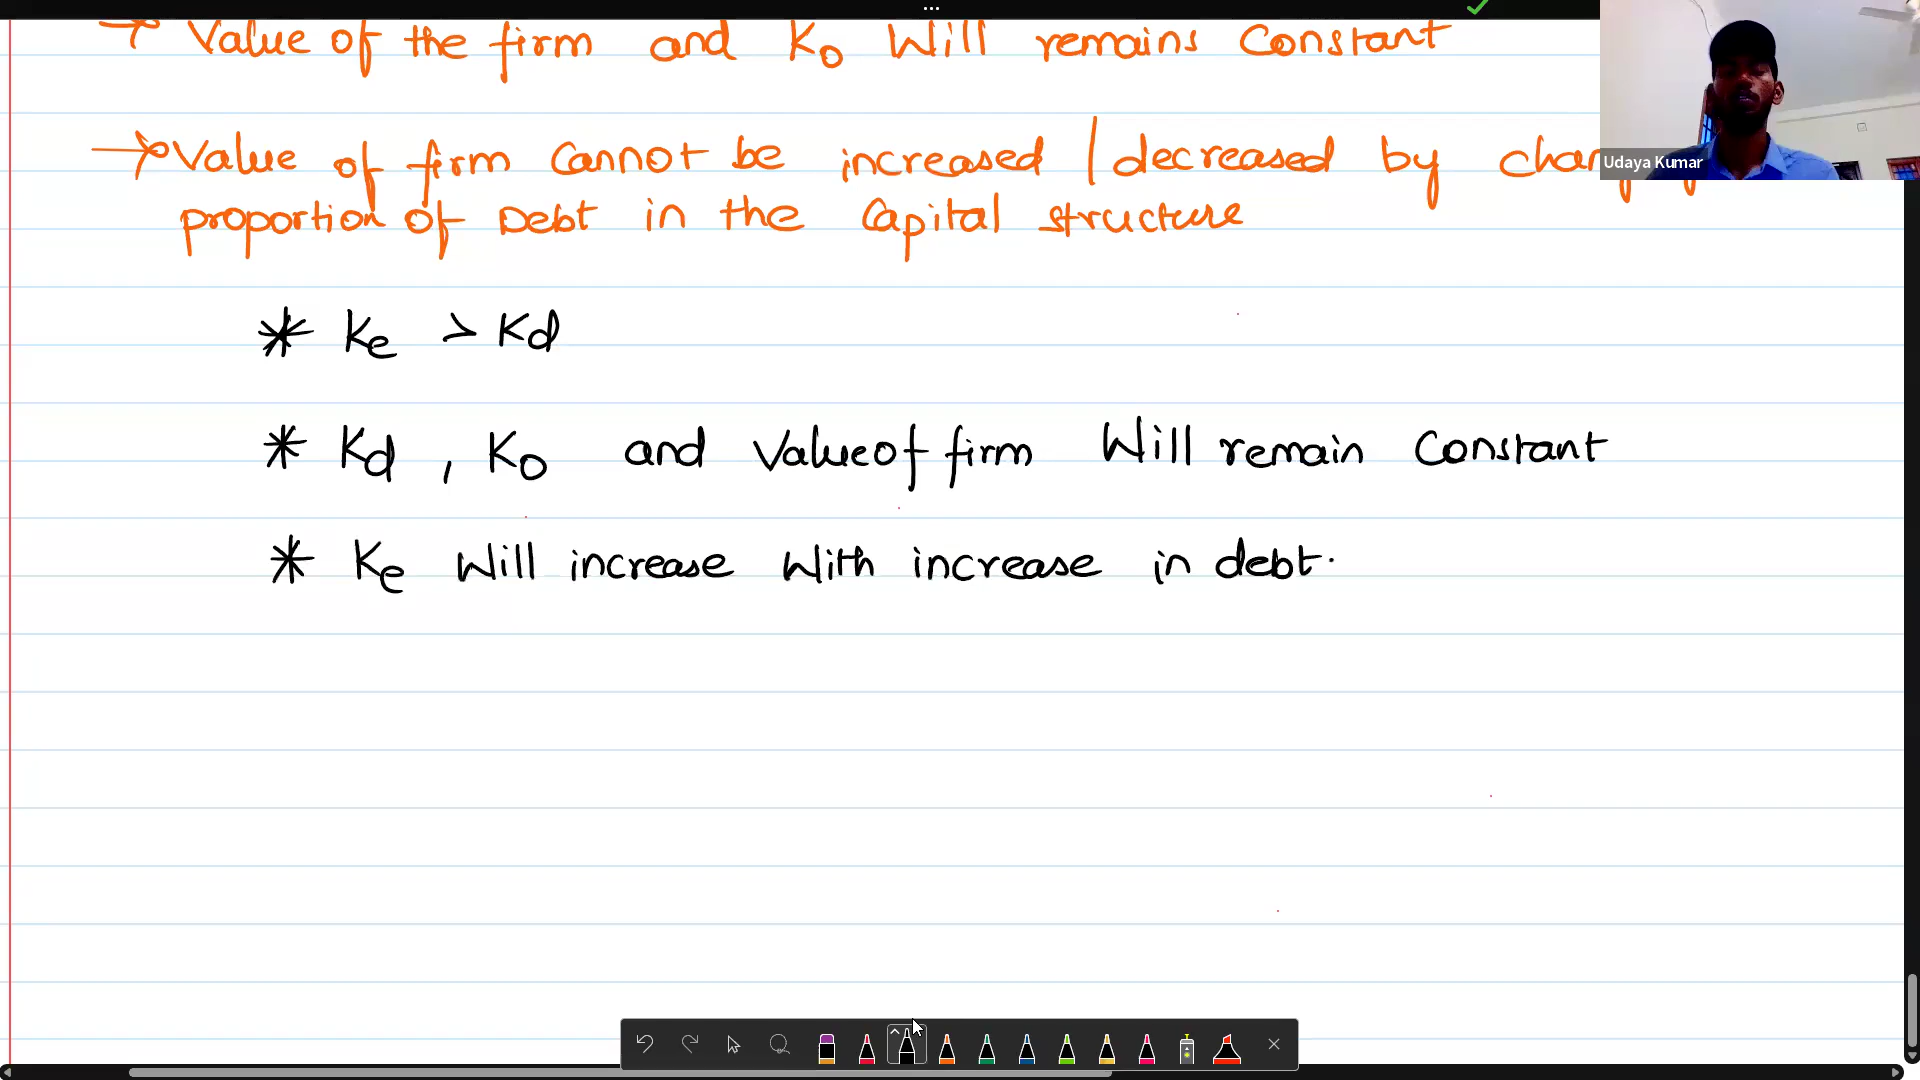 → Value of the firm and Ko Will remains Constant
→ Value of firm Cannot be increased / decreased by
proportion of Debt in the Capital structure
* Ke > Kd
* Kd , Ko and Value of firm Will remain Constant
* Ke Will increase With increase in debt.
Udaya Kumar